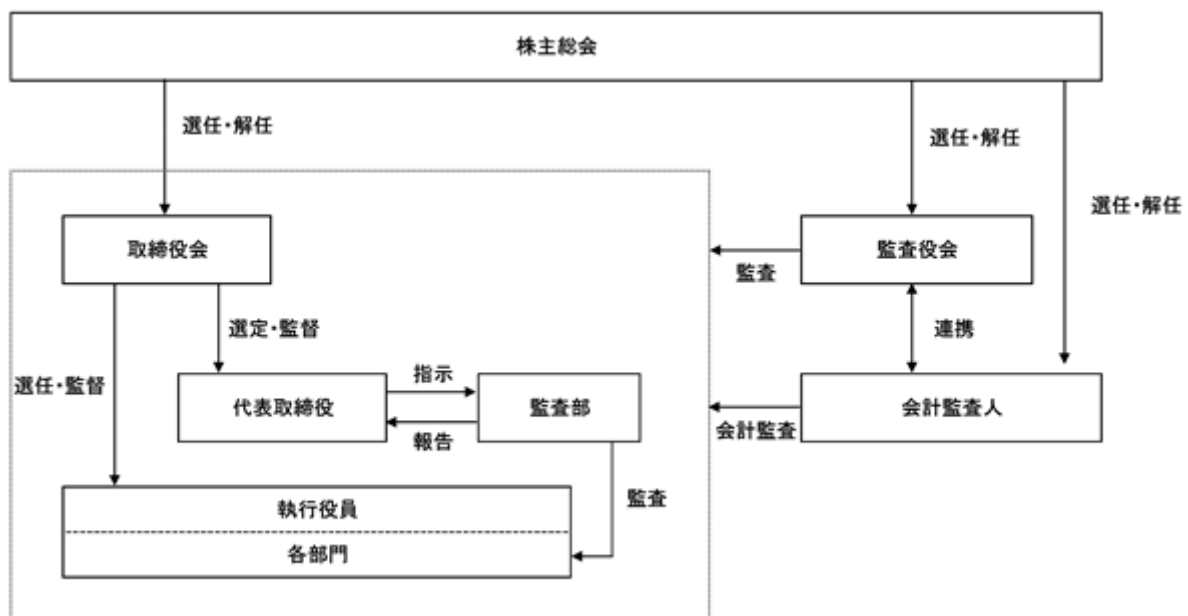 株主総会
選任・解任
選任・解任
選任・解任
取締役会
監査役会
監査
選定・監督
連携
選任・監督
指示
代表取締役
監査部
会計監査人
報告
会計監査
監査
執行役員
各部門